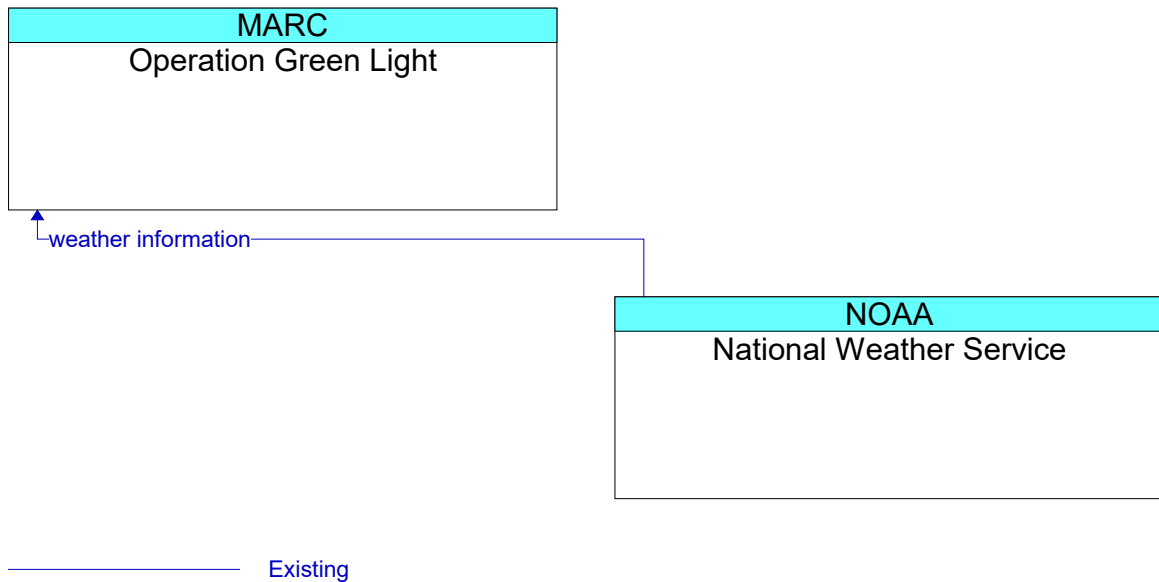 MARC
Operation Green Light
weather information
NOAA
National Weather Service
Existing